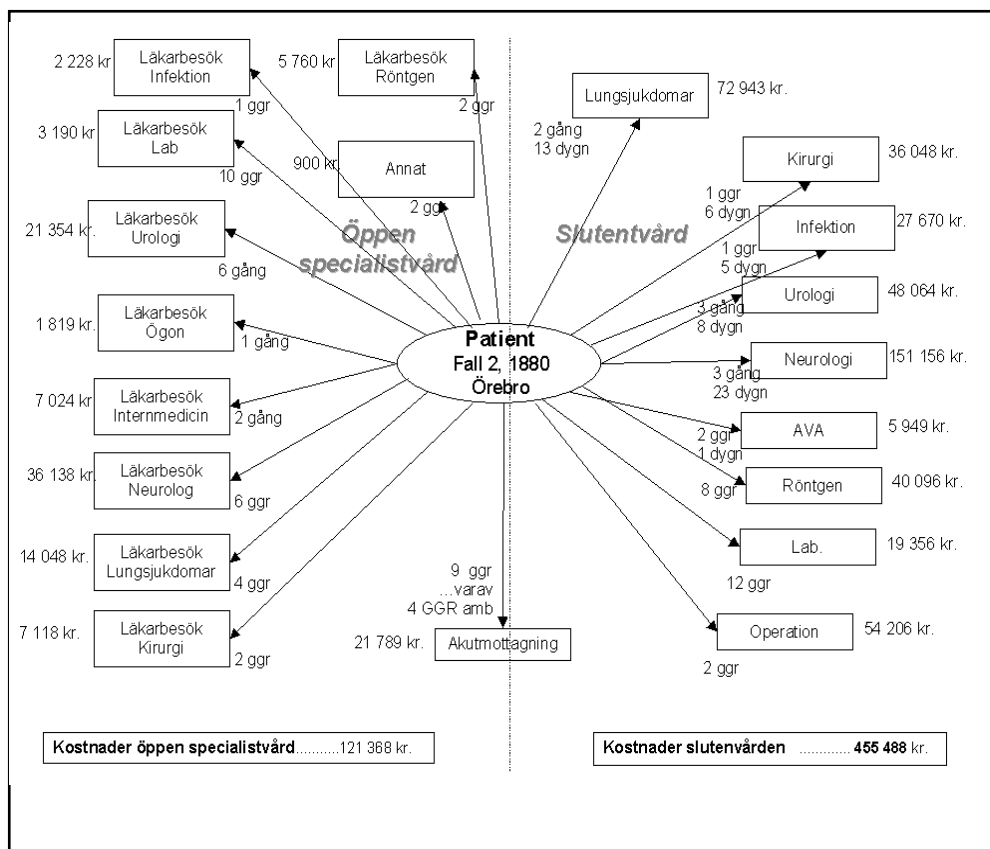 2 228 kr
Läkarbesök
Infektion
1 ggr
5 760 kr
Läkarbesök
Röntgen
2 ggr
3 190 kr
Läkarbesök
Lab
10 ggr
900 kr
Annat
2 ggr
21 354 kr.
Läkarbesök
Urologi
6 gång
Öppen
specialistvård
1 819 kr.
Läkarbesök
Ögon
1 gång
7 024 kr.
Läkarbesök
Internmedicin
2 gång
36 138 kr.
Läkarbesök
Neurolog
6 ggr
14 048 kr.
Läkarbesök
Lungsjukdomar
4 ggr
7 118 kr.
Läkarbesök
Kirurgi
2 ggr
Patient
Fall 2, 1880
Örebro
9 ggr
...varav
4 GGR amb
21 789 kr.
Akutmottagning
Slutentvård
Lungsjukdomar
72 943 kr.
2 gång
13 dygn
Kirurgi
36 048 kr.
1 ggr
6 dygn
Infektion
27 670 kr.
1 ggr
5 dygn
Urologi
48 064 kr.
3 gång
8 dygn
Neurologi
151 156 kr.
3 gång
23 dygn
AVA
5 949 kr.
2 ggr
1 dygn
Röntgen
40 096 kr.
8 ggr
Lab.
19 356 kr.
12 ggr
Operation
54 206 kr.
2 ggr
Kostnader öppen specialistvård..........121 368 kr.
Kostnader slutenvården ............ 455 488 kr.